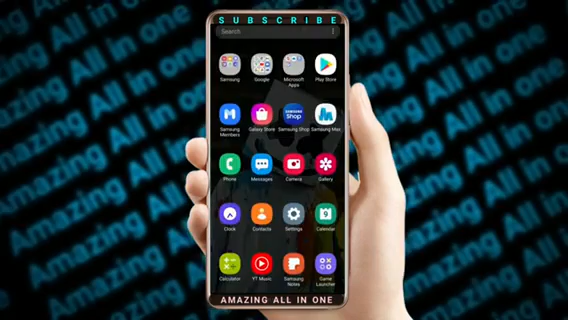 SUBSCRIBE
Search
Samsung
Google
Microsoft Apps
Play Store
Samsung Members
Galaxy Store
Samsung Shop
Samsung Max
Phone
Messages
Camera
Gallery
Clock
Contacts
Settings
Calendar
Calculator
YT Music
Samsung Notes
Game Launcher
AMAZING ALL IN ONE
Amazing All in one